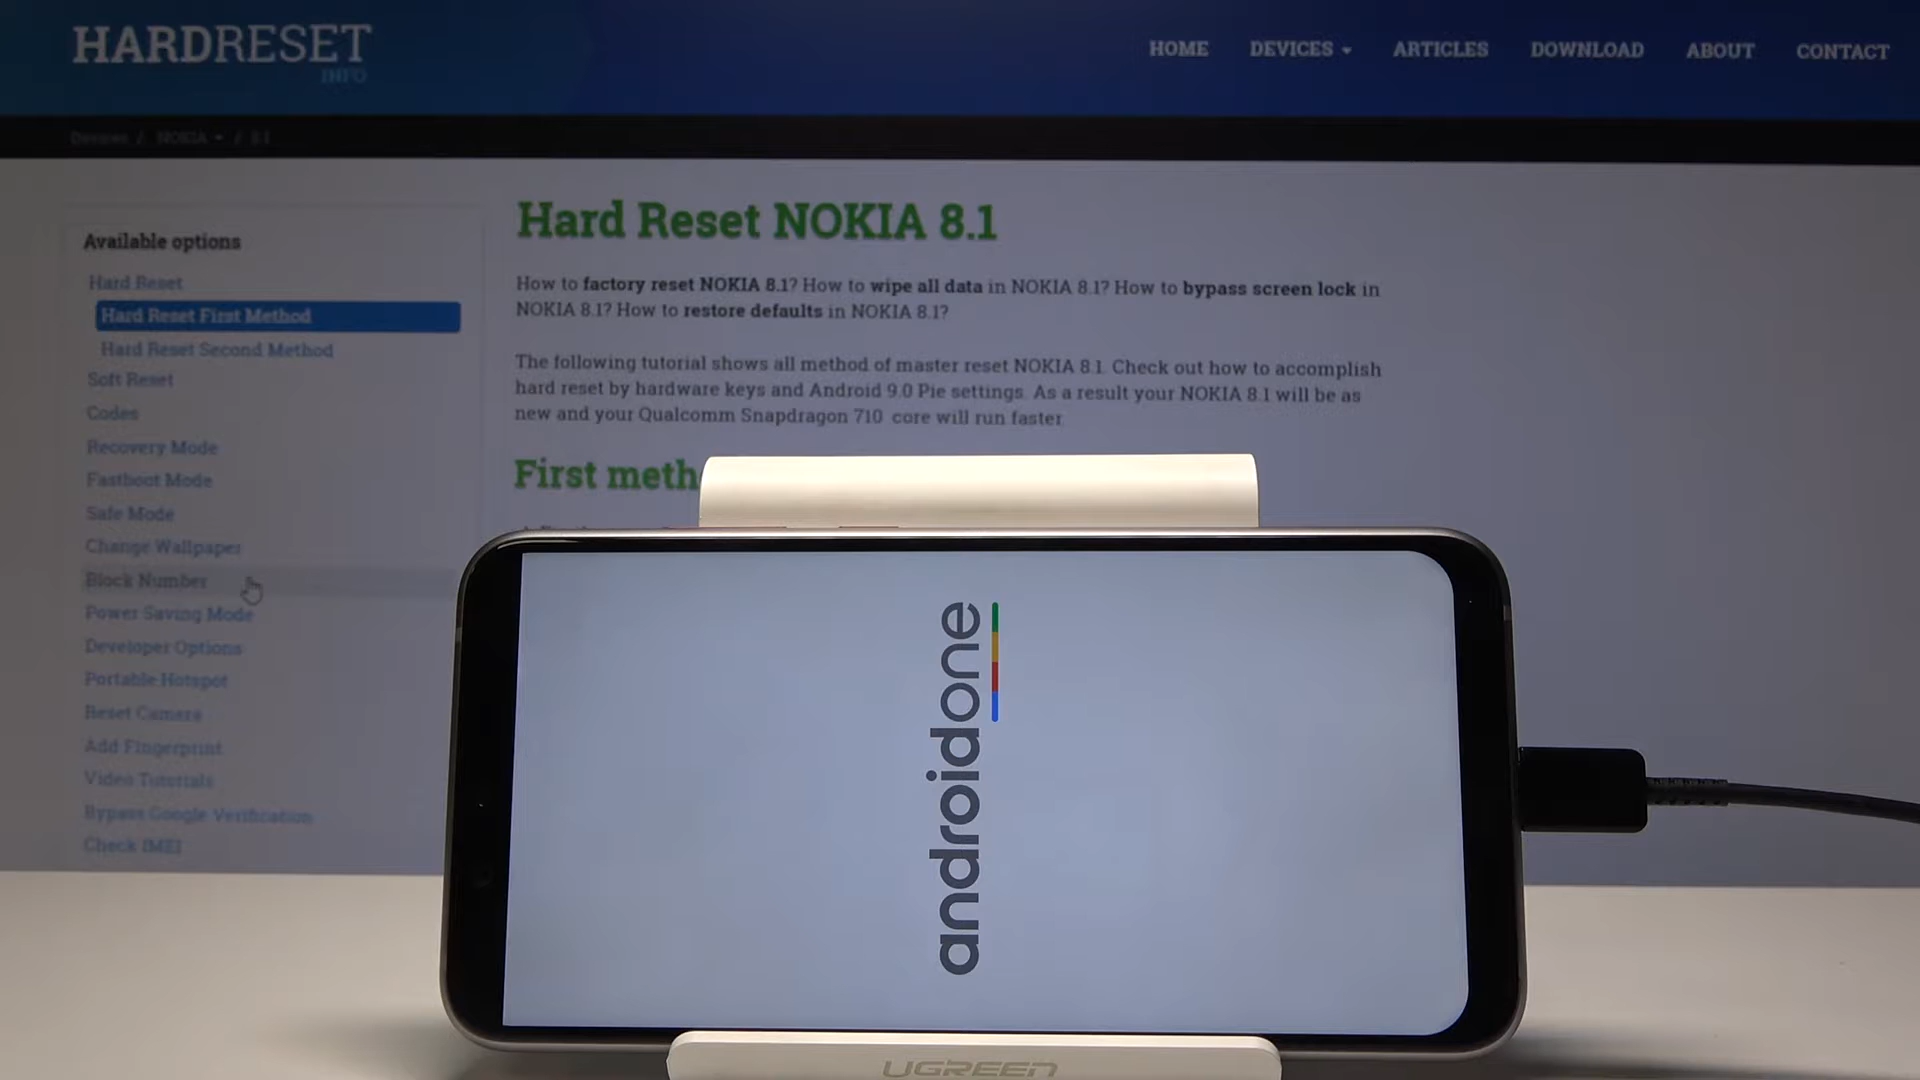 HARDRESET
INFO
HOME DEVICES ARTICLES DOWNLOAD ABOUT CONTACT
Devices / NOKIA / 8.1
Available options
Hard Reset
Hard Reset First Method
Hard Reset Second Method
Soft Reset
Codes
Recovery Mode
Fastboot Mode
Safe Mode
Change Wallpaper
Block Number
Power Saving Mode
Developer Options
Portable Hotspot
Reset Camera
Add Fingerprint
Video Tutorials
Bypass Google Verification
Check IMEI
Hard Reset NOKIA 8.1
How to factory reset NOKIA 8.1? How to wipe all data in NOKIA 8.1? How to bypass screen lock in
NOKIA 8.1? How to restore defaults in NOKIA 8.1?
The following tutorial shows all method of master reset NOKIA 8.1. Check out how to accomplish
hard reset by hardware keys and Android 9.0 Pie settings. As a result your NOKIA 8.1 will be as
new and your Qualcomm Snapdragon 710 core will run faster.
First meth
androidone
UGREEN